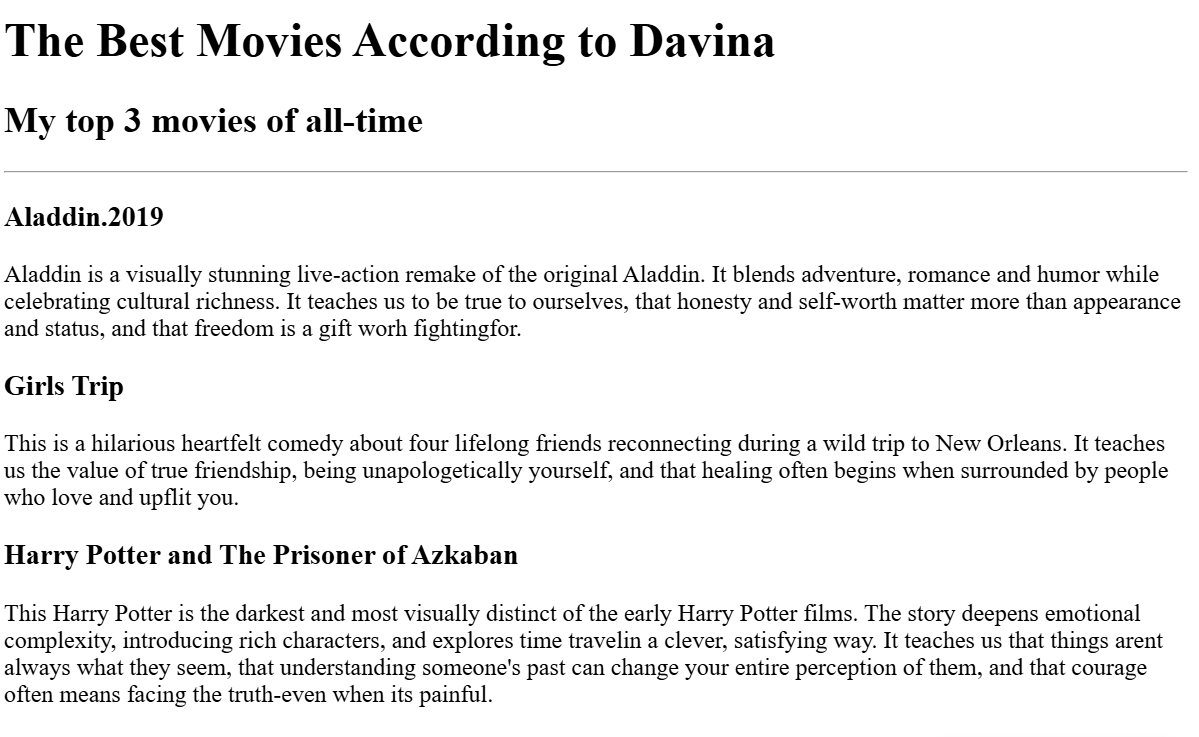 The Best Movies According to Davina
My top 3 movies of all-time
Aladdin.2019
Aladdin is a visually stunning live-action remake of the original Aladdin. It blends adventure, romance and humor while
celebrating cultural richness. It teaches us to be true to ourselves, that honesty and self-worth matter more than appearance
and status, and that freedom is a gift worh fightingfor.
Girls Trip
This is a hilarious heartfelt comedy about four lifelong friends reconnecting during a wild trip to New Orleans. It teaches
us the value of true friendship, being unapologetically yourself, and that healing often begins when surrounded by people
who love and upflit you.
Harry Potter and The Prisoner of Azkaban
This Harry Potter is the darkest and most visually distinct of the early Harry Potter films. The story deepens emotional
complexity, introducing rich characters, and explores time travelin a clever, satisfying way. It teaches us that things arent
always what they seem, that understanding someone's past can change your entire perception of them, and that courage
often means facing the truth-even when its painful.